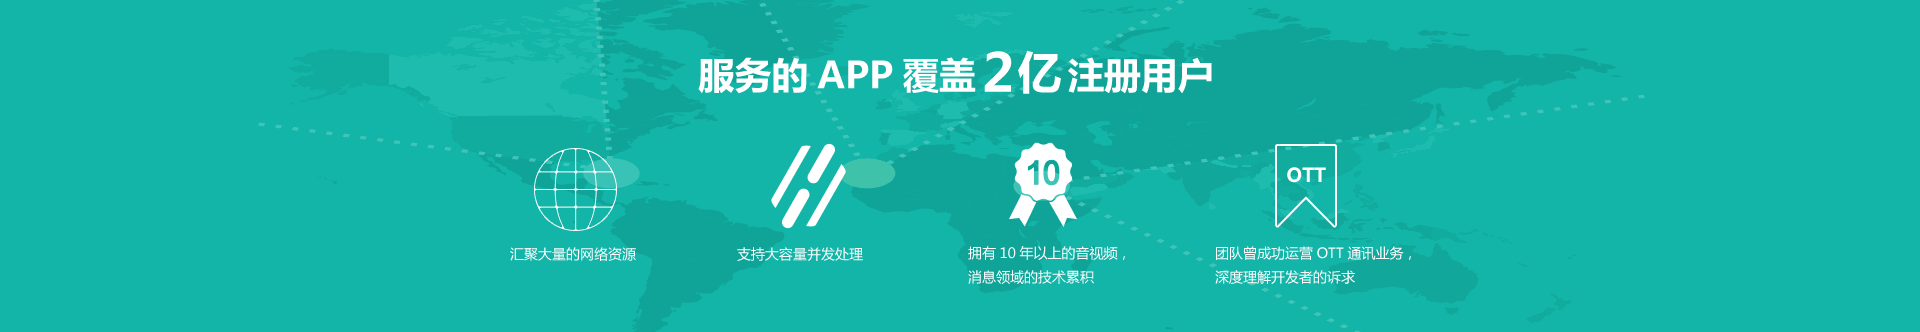 服务的 APP 覆盖 2亿 注册用户
10
OTT
汇聚大量的网络资源
支持大容量并发处理
拥有 10 年以上的音视频，
消息领域的技术累积
团队曾成功运营 OTT 通讯业务，
深度理解开发者的诉求